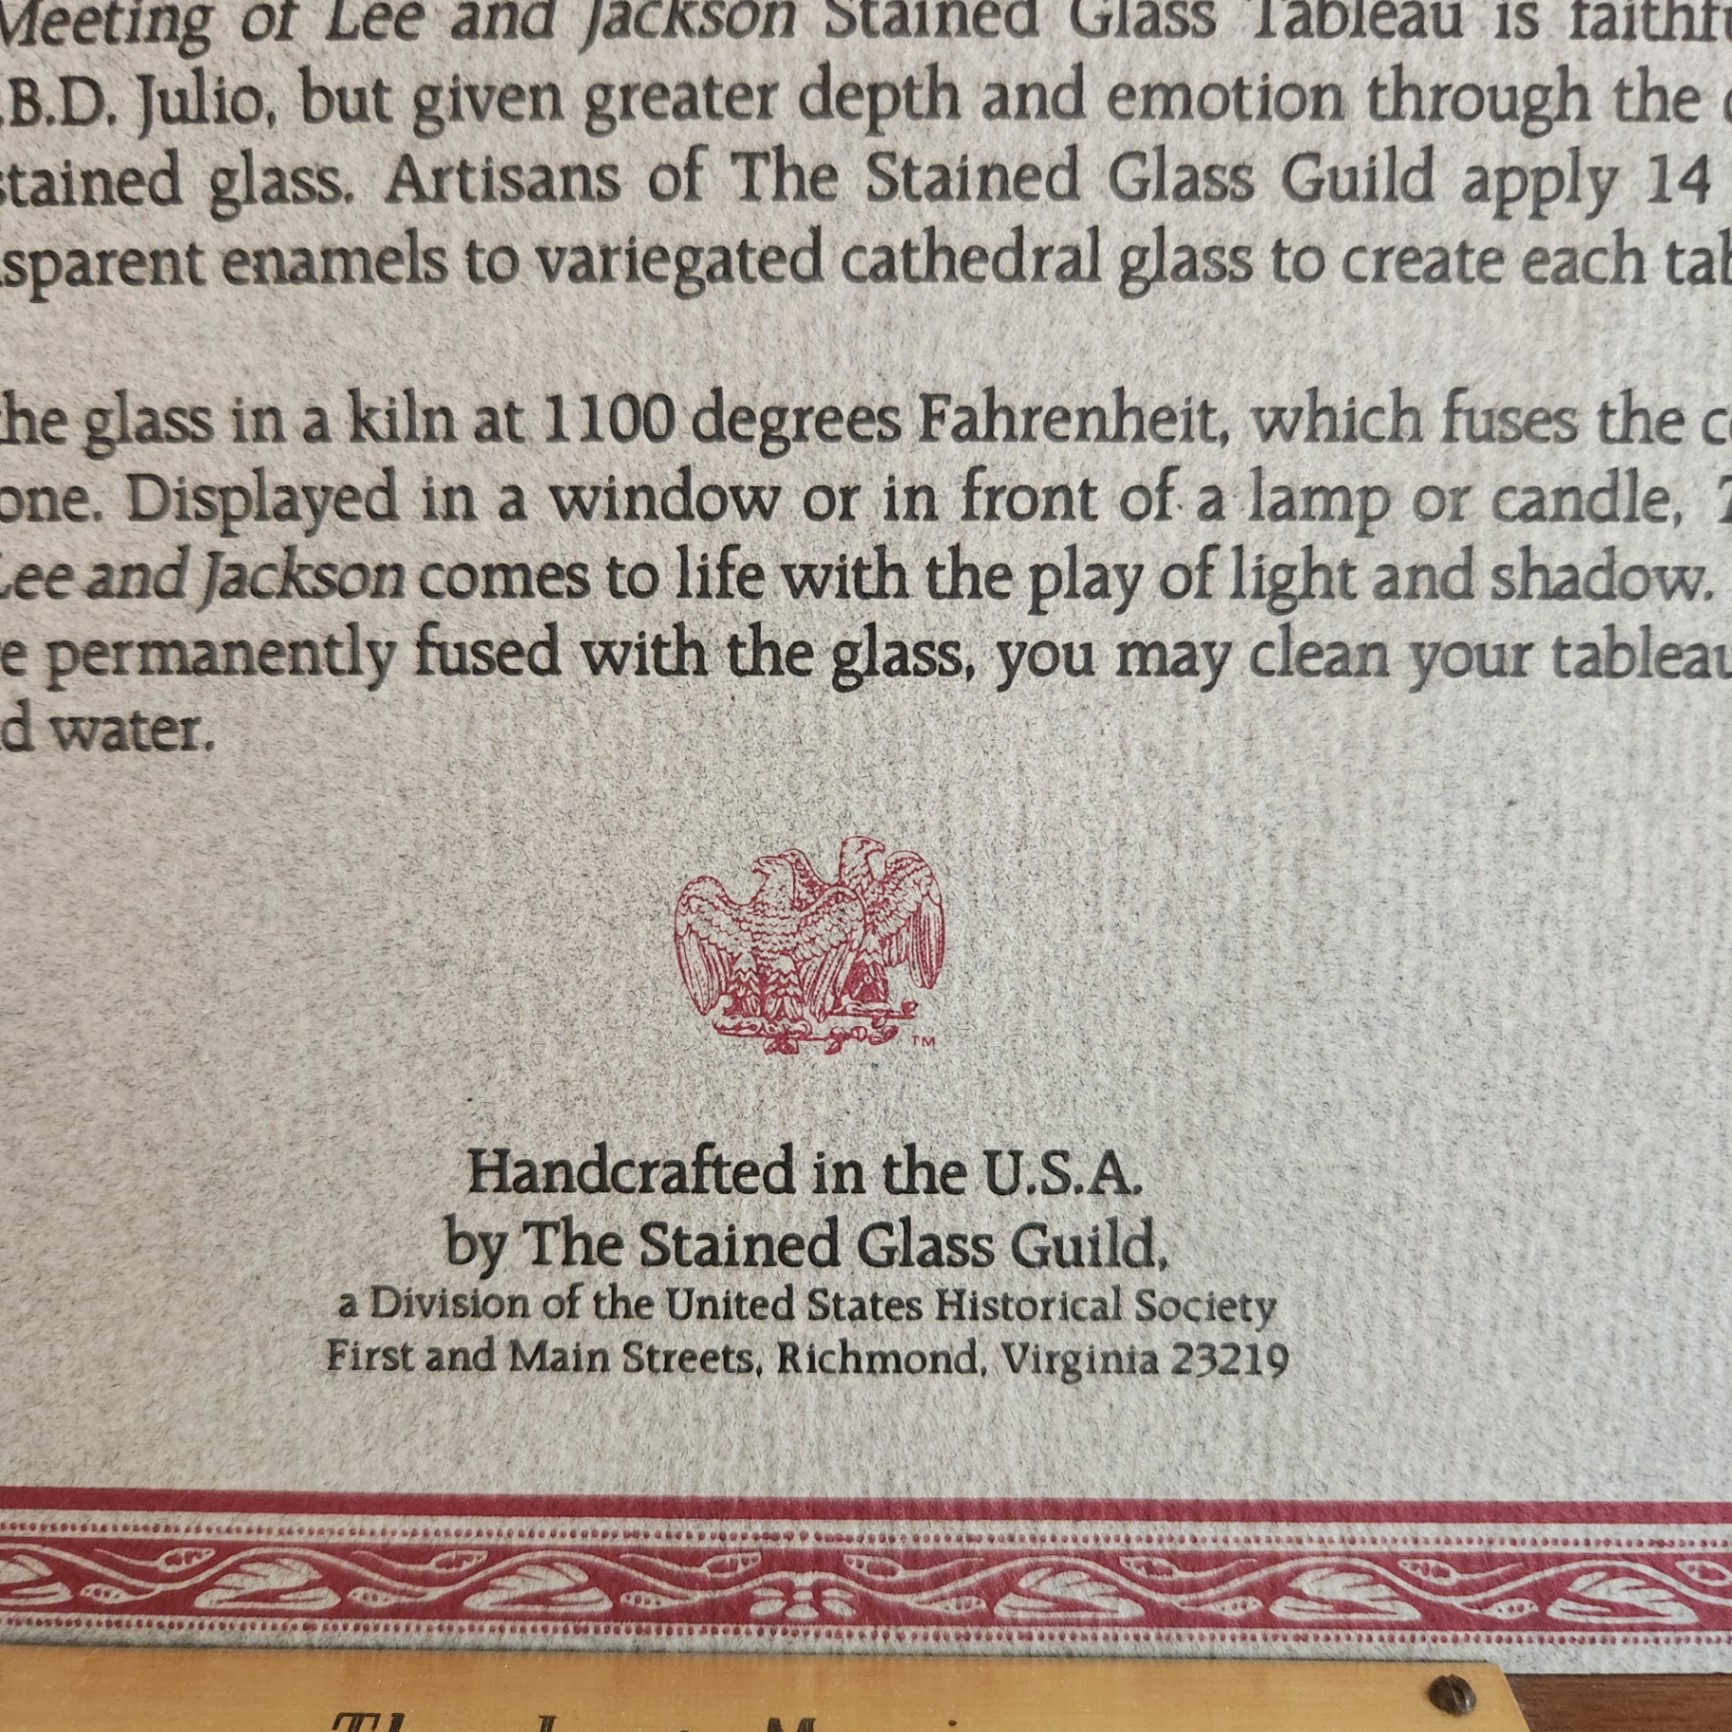 Meeting of Lee and Jackson Stained Glass Tableau is
.B.D. Julio, but given greater depth and emotion through the
stained glass. Artisans of The Stained Glass Guild apply 14
sparent enamels to variegated cathedral glass to create each
the glass in a kiln at 1100 degrees Fahrenheit, which fuses the
one. Displayed in a window or in front of a lamp or candle,
Lee and Jackson comes to life with the play of light and shadow.
e permanently fused with the glass, you may clean your tableau
d water.
TM
Handcrafted in the U.S.A.
by The Stained Glass Guild,
a Division of the United States Historical Society
First and Main Streets, Richmond, Virginia 23219